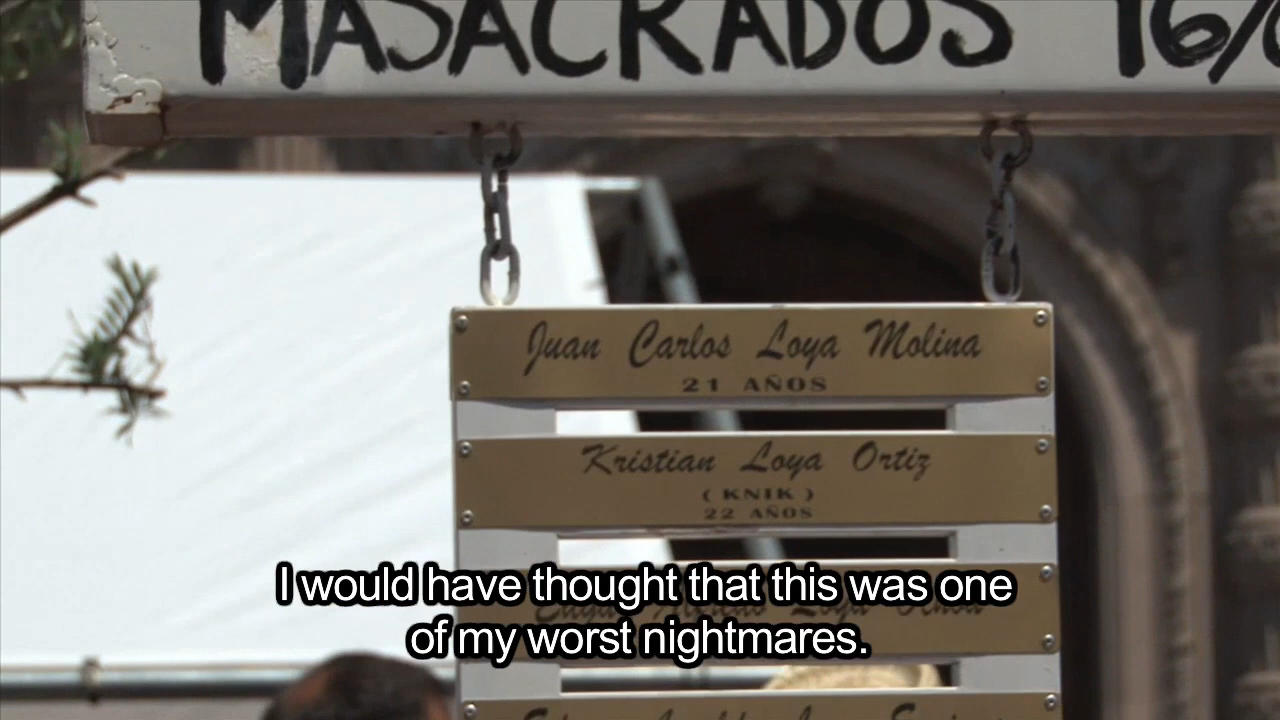 MASACRADOS 16/
Juan Carlos Loya Molina
21 AÑOS
Kristian Loya Ortiz
( KNIK )
22 AÑOS
I would have thought that this was one
of my worst nightmares.